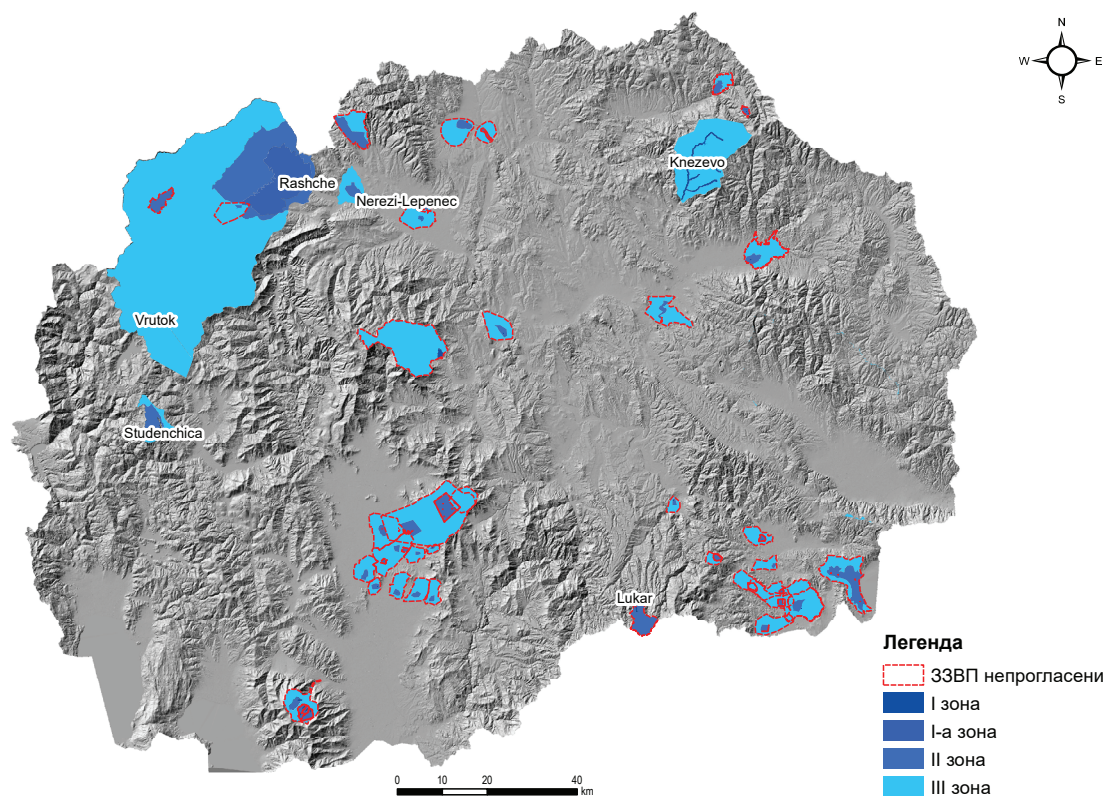 N
W E
S
Knezevo
Rashche
Nerezi-Lepenec
Vrutok
Studenchica
Lukar
Легенда
ЗЗВП непрогласени
I зона
I-а зона
II зона
III зона
0 10 20 40
km